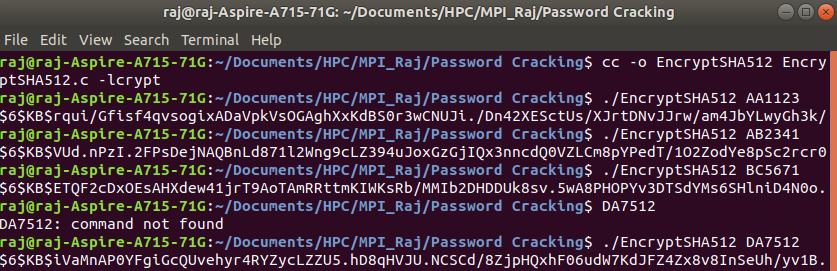 raj@raj-Aspire-A715-71G: ~/Documents/HPC/MPI_Raj/Password Cracking
File Edit View Search Terminal Help
raj@raj-Aspire-A715-71G:~/Documents/HPC/MPI_Raj/Password Cracking$ cc -o EncryptSHA512 Encry
ptSHA512.c -lcrypt
raj@raj-Aspire-A715-71G:~/Documents/HPC/MPI_Raj/Password Cracking$ ./EncryptSHA512 AA1123
$6$KB$rqui/Gfisf4qvsogixADaVpkVsOGAghXxKdBS0r3wCNUJi./Dn42XESctUs/XJrtDNvJJrw/am4JbYLwyGh3k/
raj@raj-Aspire-A715-71G:~/Documents/HPC/MPI_Raj/Password Cracking$ ./EncryptSHA512 AB2341
$6$KB$VUd.nPzI.2FPsDejNAQBnLd871l2Wng9cLZ394uJoxGzGjIQx3nncdQ0VZLCm8pYPedT/1O2ZodYe8pSc2rcr0
raj@raj-Aspire-A715-71G:~/Documents/HPC/MPI_Raj/Password Cracking$ ./EncryptSHA512 BC5671
$6$KB$ETQF2cDxOEsAHXdew41jrT9AoTAmRRttmKIWKsRb/MMIb2DHDDUk8sv.5wA8PHOPYv3DTSdYMs6SHlniD4N0o.
raj@raj-Aspire-A715-71G:~/Documents/HPC/MPI_Raj/Password Cracking$ DA7512
DA7512: command not found
raj@raj-Aspire-A715-71G:~/Documents/HPC/MPI_Raj/Password Cracking$ ./EncryptSHA512 DA7512
$6$KB$iVaMnAP0YFgiGcQUvehyr4RYZycLZZU5.hD8qHVJU.NCSCd/8ZjpHQxhF06udW7KdJFZ4Zx8v8InSeUh/yv1B.